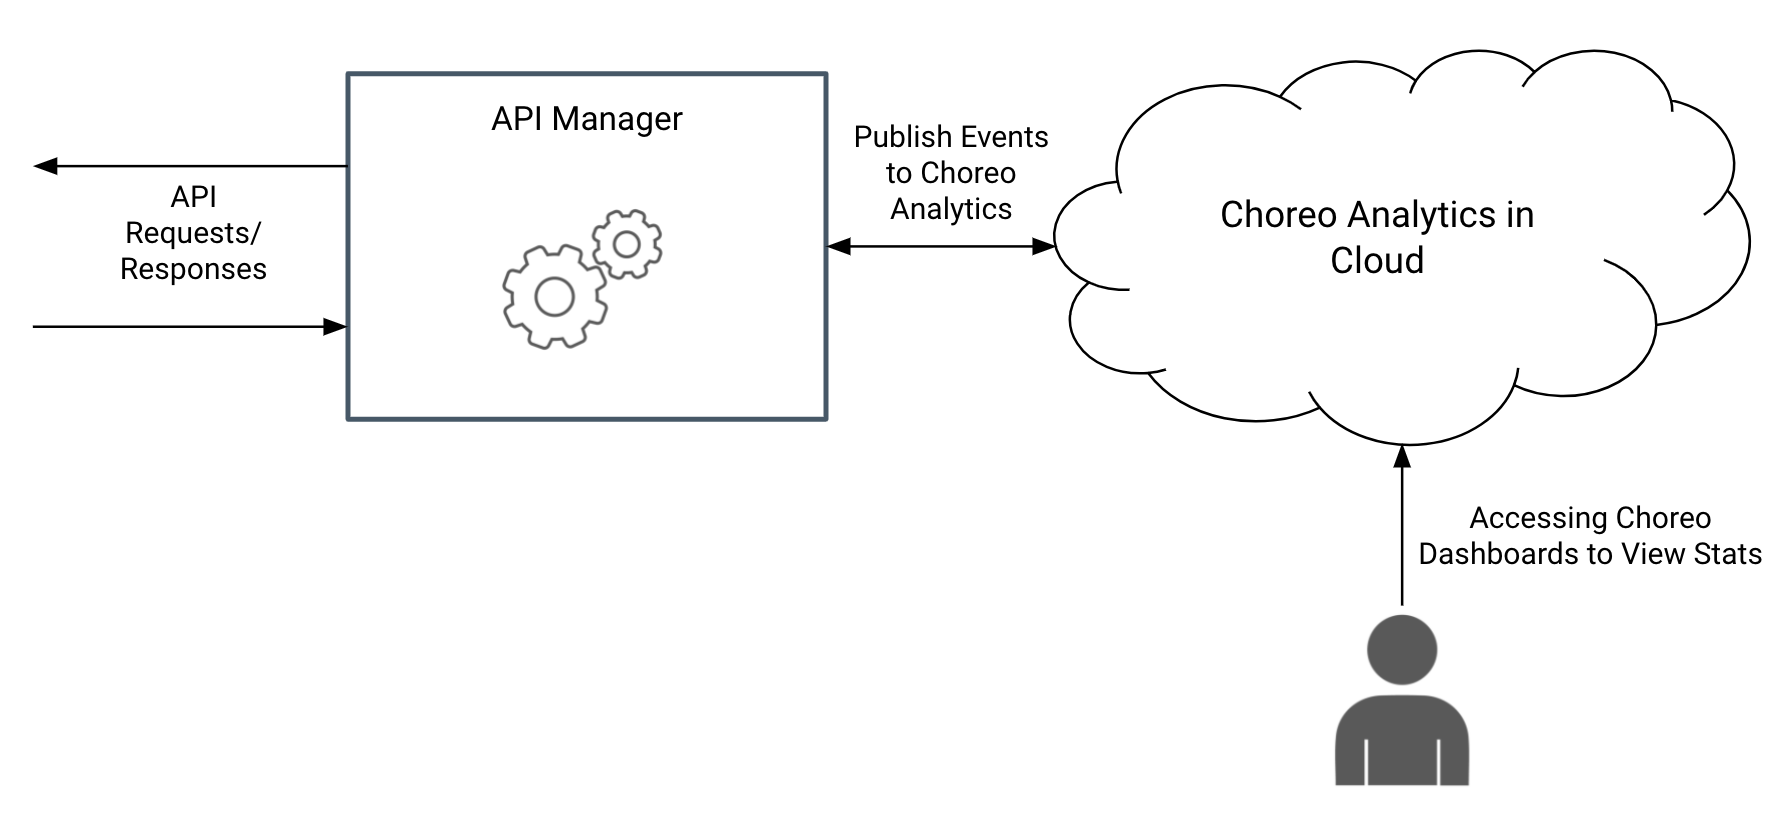 API Manager
API
Requests/
Responses
Publish Events
to Choreo
Analytics
Choreo Analytics in
Cloud
Accessing Choreo
Dashboards to View Stats